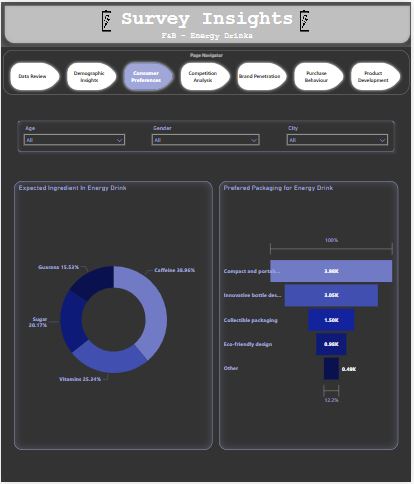 Survey Insights
F&B - Energy Drinks
Page Navigator
Data Review
Demographic
Insights
Consumer
Preferences
Competition
Analysis
Brand Penetration
Purchase
Behaviour
Product
Development
Age
All
Gender
All
City
All
Expected Ingredient In Energy Drink
Guarana 15.53%
Caffeine 38.96%
Sugar
20.17%
Vitamins 25.34%
Prefered Packaging for Energy Drink
100%
Compact and portab... 3.98K
Innovative bottle des... 3.05K
Collectible packaging 1.50K
Eco-friendly design 0.98K
Other 0.49K
12.2%